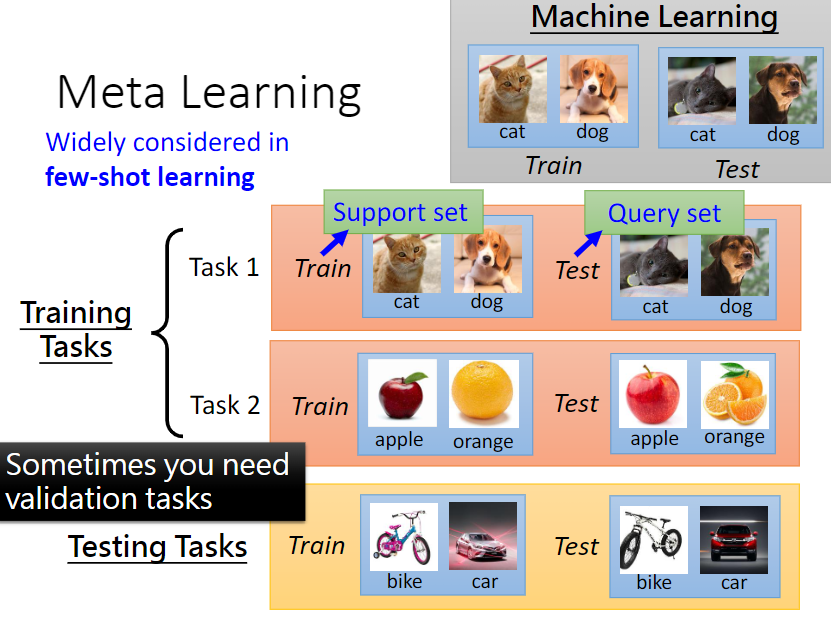 Machine Learning
cat
dog
Train
cat
dog
Test
Meta Learning
Widely considered in
few-shot learning
Training
Tasks
Task 1
Support set
Train
cat
dog
Query set
Test
cat
dog
Task 2
Train
apple
orange
Test
apple
orange
Sometimes you need
validation tasks
Testing Tasks
Train
bike
car
Test
bike
car